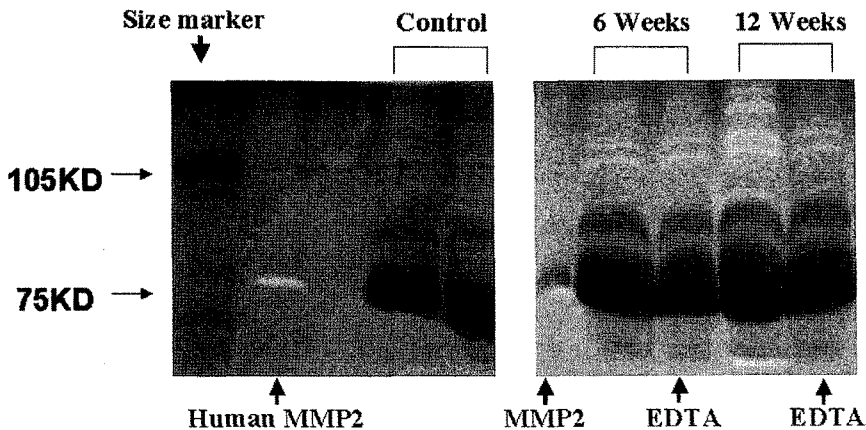 Size marker
Control
6 Weeks
12 Weeks
105KD
75KD
Human MMP2
MMP2
EDTA
EDTA